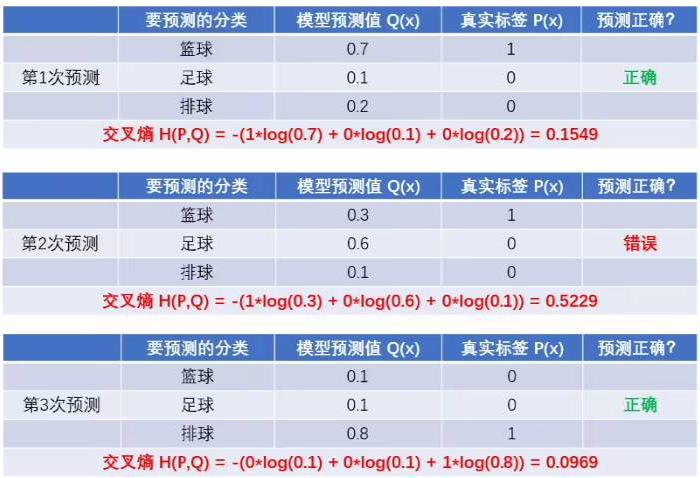 要预测的分类 模型预测值 Q(x) 真实标签 P(x) 预测正确?
篮球 0.7 1
第1次预测 足球 0.1 0 正确
排球 0.2 0
交叉熵 H(P,Q) = -(1*log(0.7) + 0*log(0.1) + 0*log(0.2)) = 0.1549
要预测的分类 模型预测值 Q(x) 真实标签 P(x) 预测正确?
篮球 0.3 1
第2次预测 足球 0.6 0 错误
排球 0.1 0
交叉熵 H(P,Q) = -(1*log(0.3) + 0*log(0.6) + 0*log(0.1)) = 0.5229
要预测的分类 模型预测值 Q(x) 真实标签 P(x) 预测正确?
篮球 0.1 0
第3次预测 足球 0.1 0 正确
排球 0.8 1
交叉熵 H(P,Q) = -(0*log(0.1) + 0*log(0.1) + 1*log(0.8)) = 0.0969